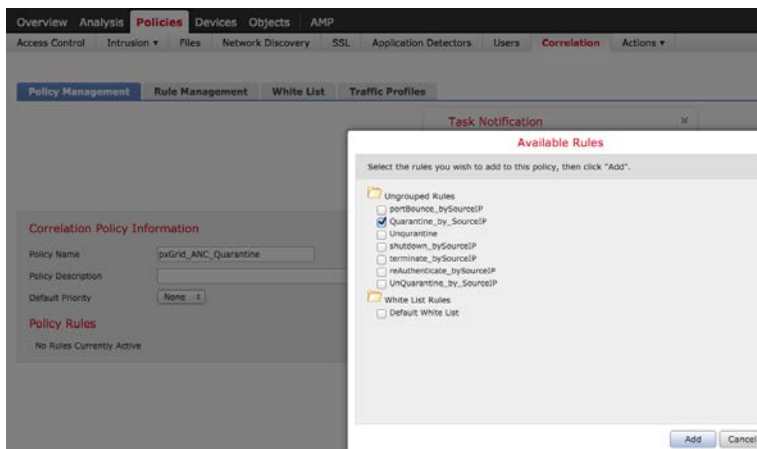 Overview Analysis Policies Devices Objects AMP
Access Control Intrusion ▾ Files Network Discovery SSL Application Detectors Users Correlation Actions ▾
Policy Management Rule Management White List Traffic Profiles
Task Notification
Available Rules
Select the rules you wish to add to this policy, then click "Add".
Ungrouped Rules
portBounce_bySourceIP
Quarantine_by_SourceIP
Unqurantine
shutdown_bySourceIP
terminate_bySourceIP
reAuthenticate_bySourceIP
UnQuarantine_by_SourceIP
White List Rules
Default White List
Add Cancel
Correlation Policy Information
Policy Name pxGrid_ANC_Quarantine
Policy Description
Default Priority None
Policy Rules
No Rules Currently Active